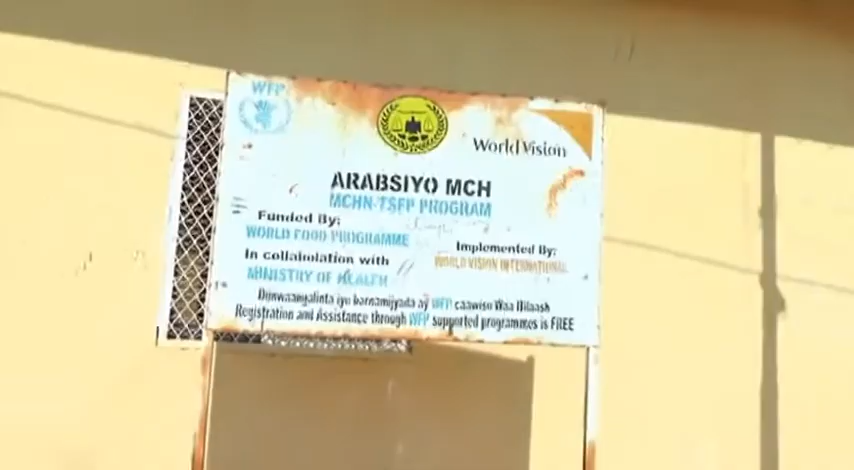 WFP
World Vision
ARABSIYO MCH
MCHN-TSFP PROGRAM
Funded By:
WORLD FOOD PROGRAMME
Implemented By:
WORLD VISION INTERNATIONAL
In collaboration with
MINISTRY OF HEALTH
Diiwaangalinta iyo barnamijyada ay WFP caawiso Waa Bilaash
Registration and Assistance through WFP supported programmes is FREE